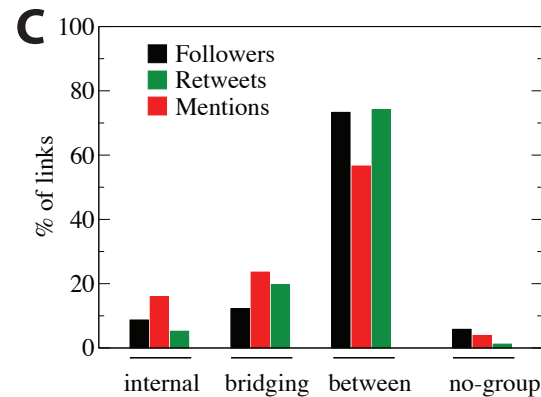 C
100
80
60
40
20
0
% of links
Followers
Retweets
Mentions
internal bridging between no-group